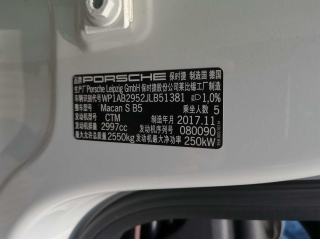 品牌 PORSCHE 保时捷 制造国 德国
生产厂 Porsche Leipzig GmbH 保时捷股份公司莱比锡工厂制造
车辆识别代号 WP1AB2952JLB51381 1,0%
整车型号 Macan S B5 乘坐人数 5
发动机型号 CTM 制造年月 2017.11
发动机排量 2997cc 发动机序列号 080090
最大允许总质量 2550kg 发动机最大净功率 250kW